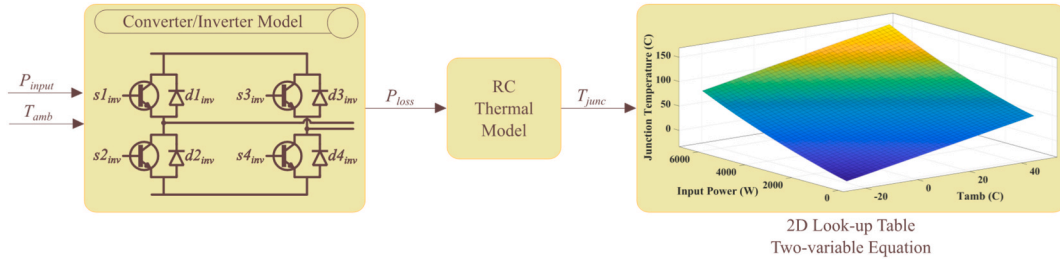 Converter/Inverter Model
P_input
T_amb
s1_inv
d1_inv
s3_inv
d3_inv
s2_inv
d2_inv
s4_inv
d4_inv
P_loss
RC
Thermal
Model
T_junc
Junction Temperature (C)
150
100
50
0
6000
4000
2000
0
Input Power (W)
-20
0
20
40
Tamb (C)
2D Look-up Table
Two-variable Equation